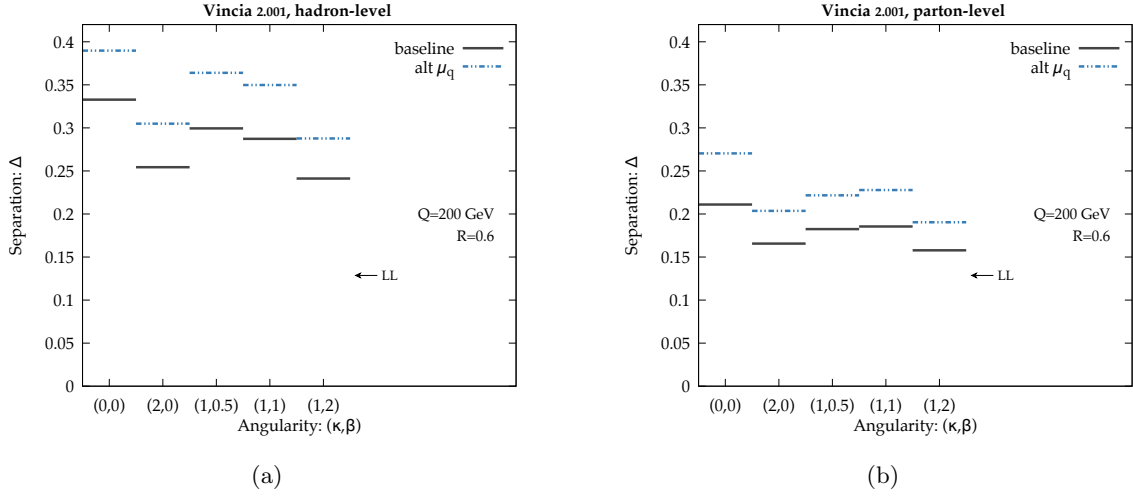 Vincia 2.001, hadron-level
Separation: Δ
0.4
0.35
0.3
0.25
0.2
0.15
0.1
0.05
0
baseline
alt μq
Q=200 GeV
R=0.6
LL
(0,0) (2,0) (1,0.5) (1,1) (1,2)
Angularity: (κ,β)
(a)
Vincia 2.001, parton-level
Separation: Δ
0.4
0.35
0.3
0.25
0.2
0.15
0.1
0.05
0
baseline
alt μq
Q=200 GeV
R=0.6
LL
(0,0) (2,0) (1,0.5) (1,1) (1,2)
Angularity: (κ,β)
(b)